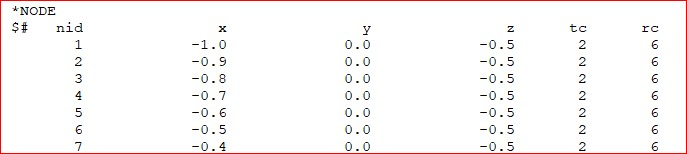 *NODE
$# nid x y z tc rc
1 -1.0 0.0 -0.5 2 6
2 -0.9 0.0 -0.5 2 6
3 -0.8 0.0 -0.5 2 6
4 -0.7 0.0 -0.5 2 6
5 -0.6 0.0 -0.5 2 6
6 -0.5 0.0 -0.5 2 6
7 -0.4 0.0 -0.5 2 6